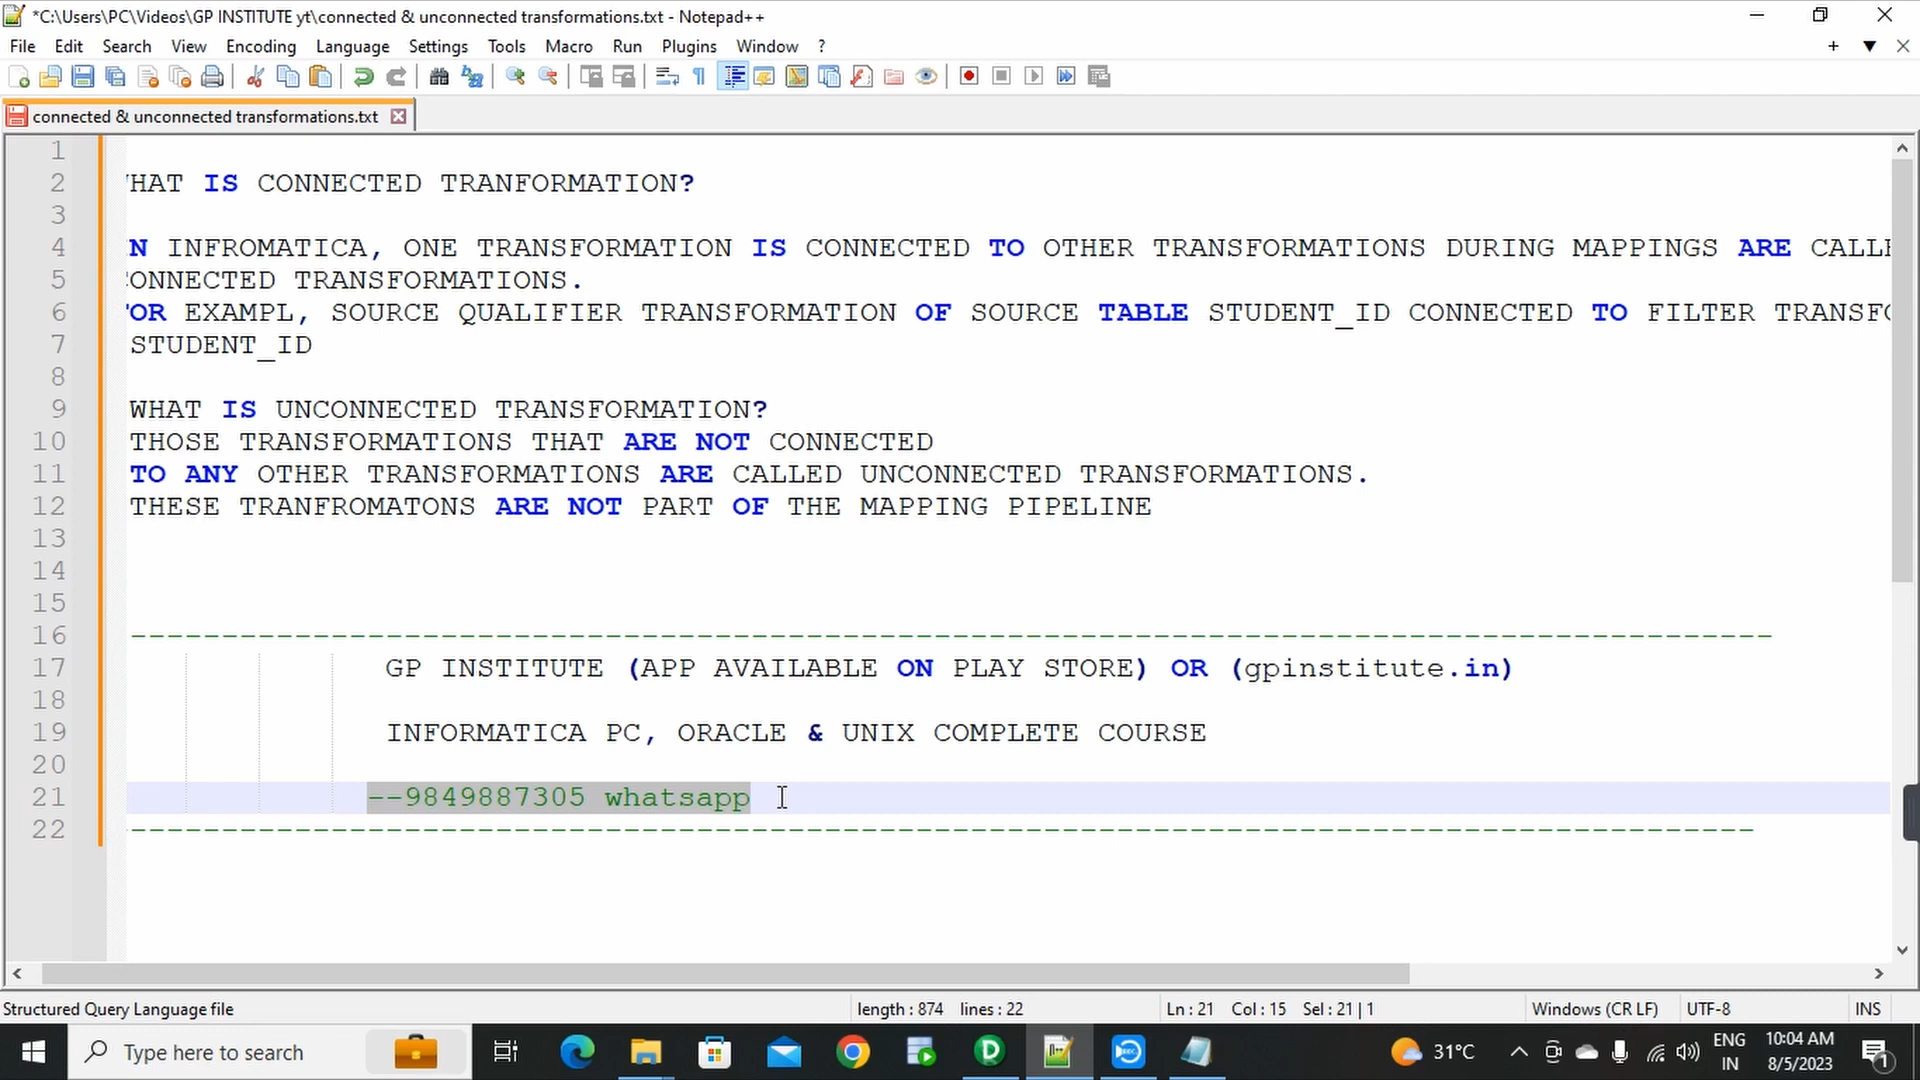 *C:\Users\PC\Videos\GP INSTITUTE yt\connected & unconnected transformations.txt - Notepad++
File Edit Search View Encoding Language Settings Tools Macro Run Plugins Window ?
connected & unconnected transformations.txt
1
2 HAT IS CONNECTED TRANFORMATION?
3
4 N INFROMATICA, ONE TRANSFORMATION IS CONNECTED TO OTHER TRANSFORMATIONS DURING MAPPINGS ARE CALLE
5 CONNECTED TRANSFORMATIONS.
6 OR EXAMPL, SOURCE QUALIFIER TRANSFORMATION OF SOURCE TABLE STUDENT_ID CONNECTED TO FILTER TRANSFO
7 STUDENT_ID
8
9 WHAT IS UNCONNECTED TRANSFORMATION?
10 THOSE TRANSFORMATIONS THAT ARE NOT CONNECTED
11 TO ANY OTHER TRANSFORMATIONS ARE CALLED UNCONNECTED TRANSFORMATIONS.
12 THESE TRANFROMATONS ARE NOT PART OF THE MAPPING PIPELINE
13
14
15
16 ------------------------------------------------------------------------------------------
17 GP INSTITUTE (APP AVAILABLE ON PLAY STORE) OR (gpinstitute.in)
18
19 INFORMATICA PC, ORACLE & UNIX COMPLETE COURSE
20
21 --9849887305 whatsapp
22 -----------------------------------------------------------------------------------------
Structured Query Language file length : 874 lines : 22 Ln : 21 Col : 15 Sel : 21 | 1 Windows (CR LF) UTF-8 INS
Type here to search
REC
31°C
ENG
IN
10:04 AM
8/5/2023
1